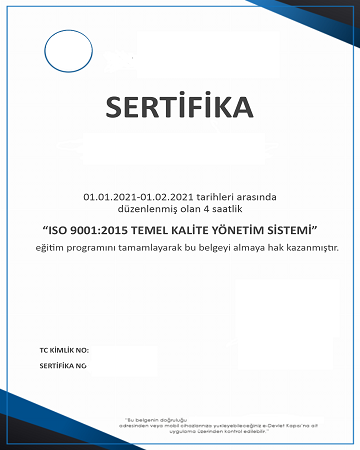 SERTİFİKA
01.01.2021-01.02.2021 tarihleri arasında
düzenlenmiş olan 4 saatlik
“ISO 9001:2015 TEMEL KALİTE YÖNETİM SİSTEMİ”
eğitim programını tamamlayarak bu belgeyi almaya hak kazanmıştır.
TC KİMLİK NO:
SERTİFİKA NO
"Bu belgenin doğruluğu
adresinden veya mobil cihazlarınıza yükleyebileceğiniz e-Devlet Kapısı'na ait
uygulama üzerinden kontrol edilebilir."